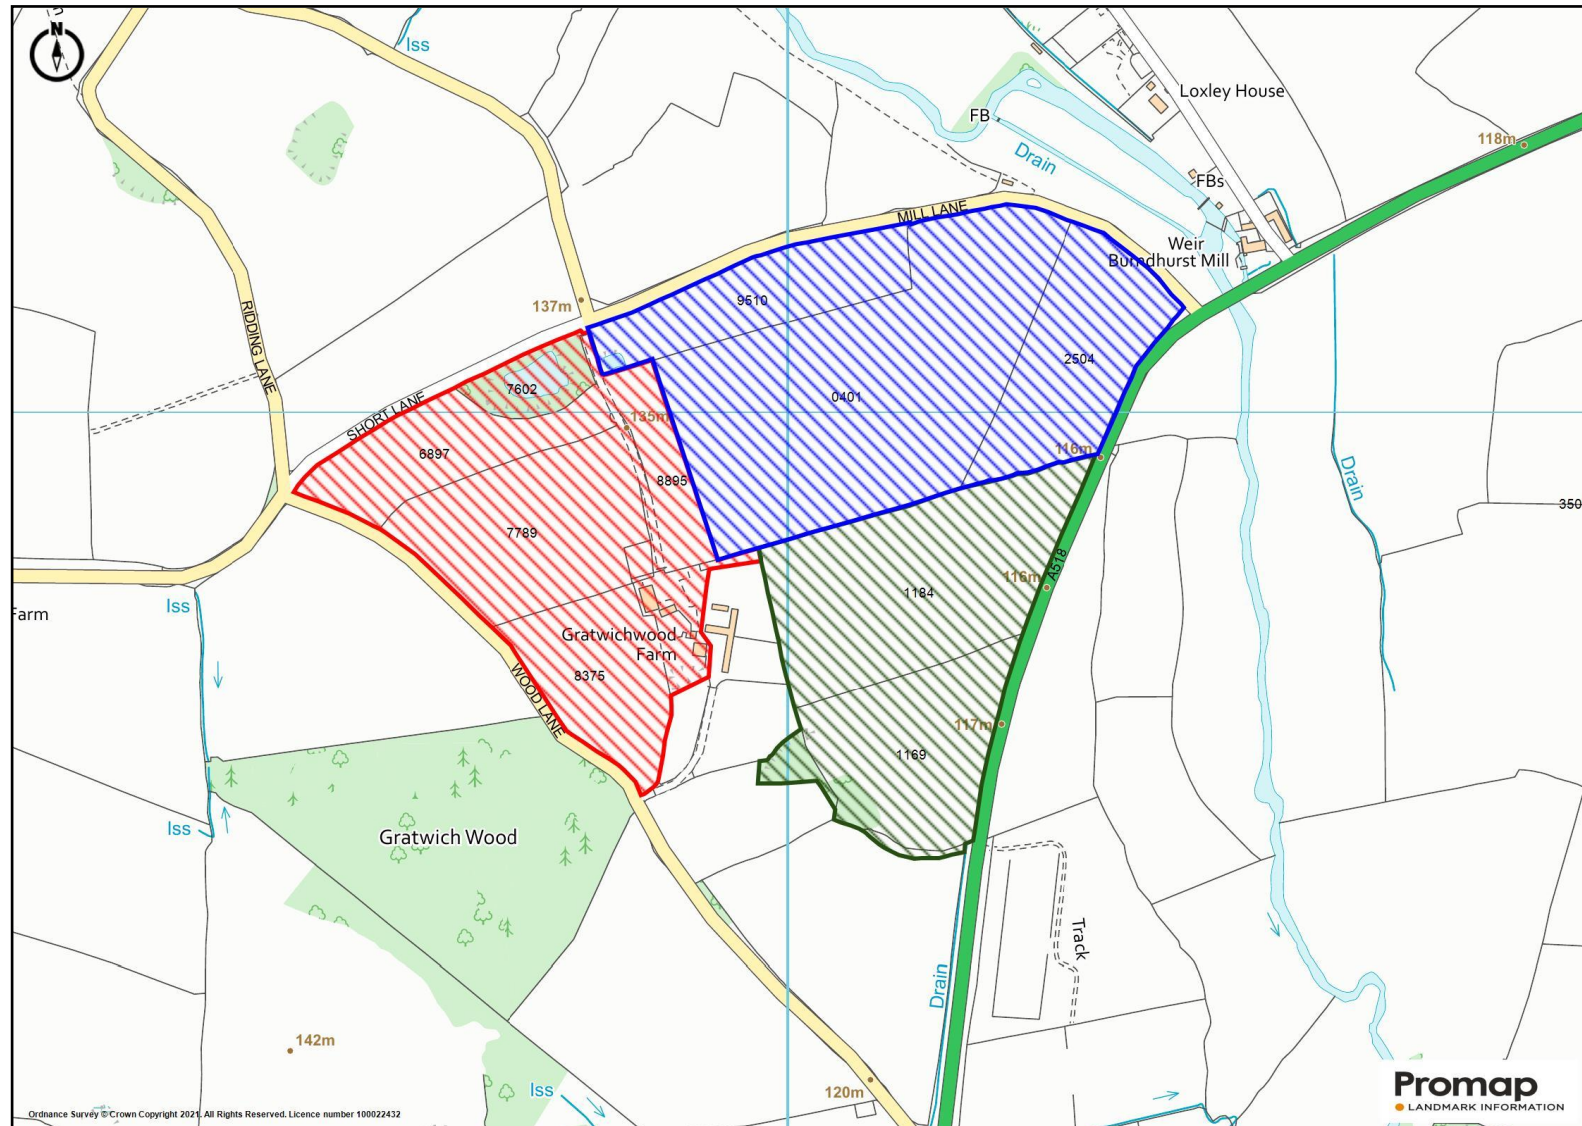 N
Iss
Loxley House
FB
118m
Drain
FBs
MILL LANE
Weir
Burndhurst Mill
137m
RIDDING LANE
9510
2504
7602
0401
SHORT LANE
135m
6897
116m
8895
Drain
350
7789
A518
116m
1184
Iss
Farm
Gratwichwood
Farm
8375
WOOD LANE
117m
1169
Iss
Gratwich Wood
Track
Drain
142m
Iss
120m
Promap
LANDMARK INFORMATION
Ordnance Survey © Crown Copyright 2021. All Rights Reserved. Licence number 100022432